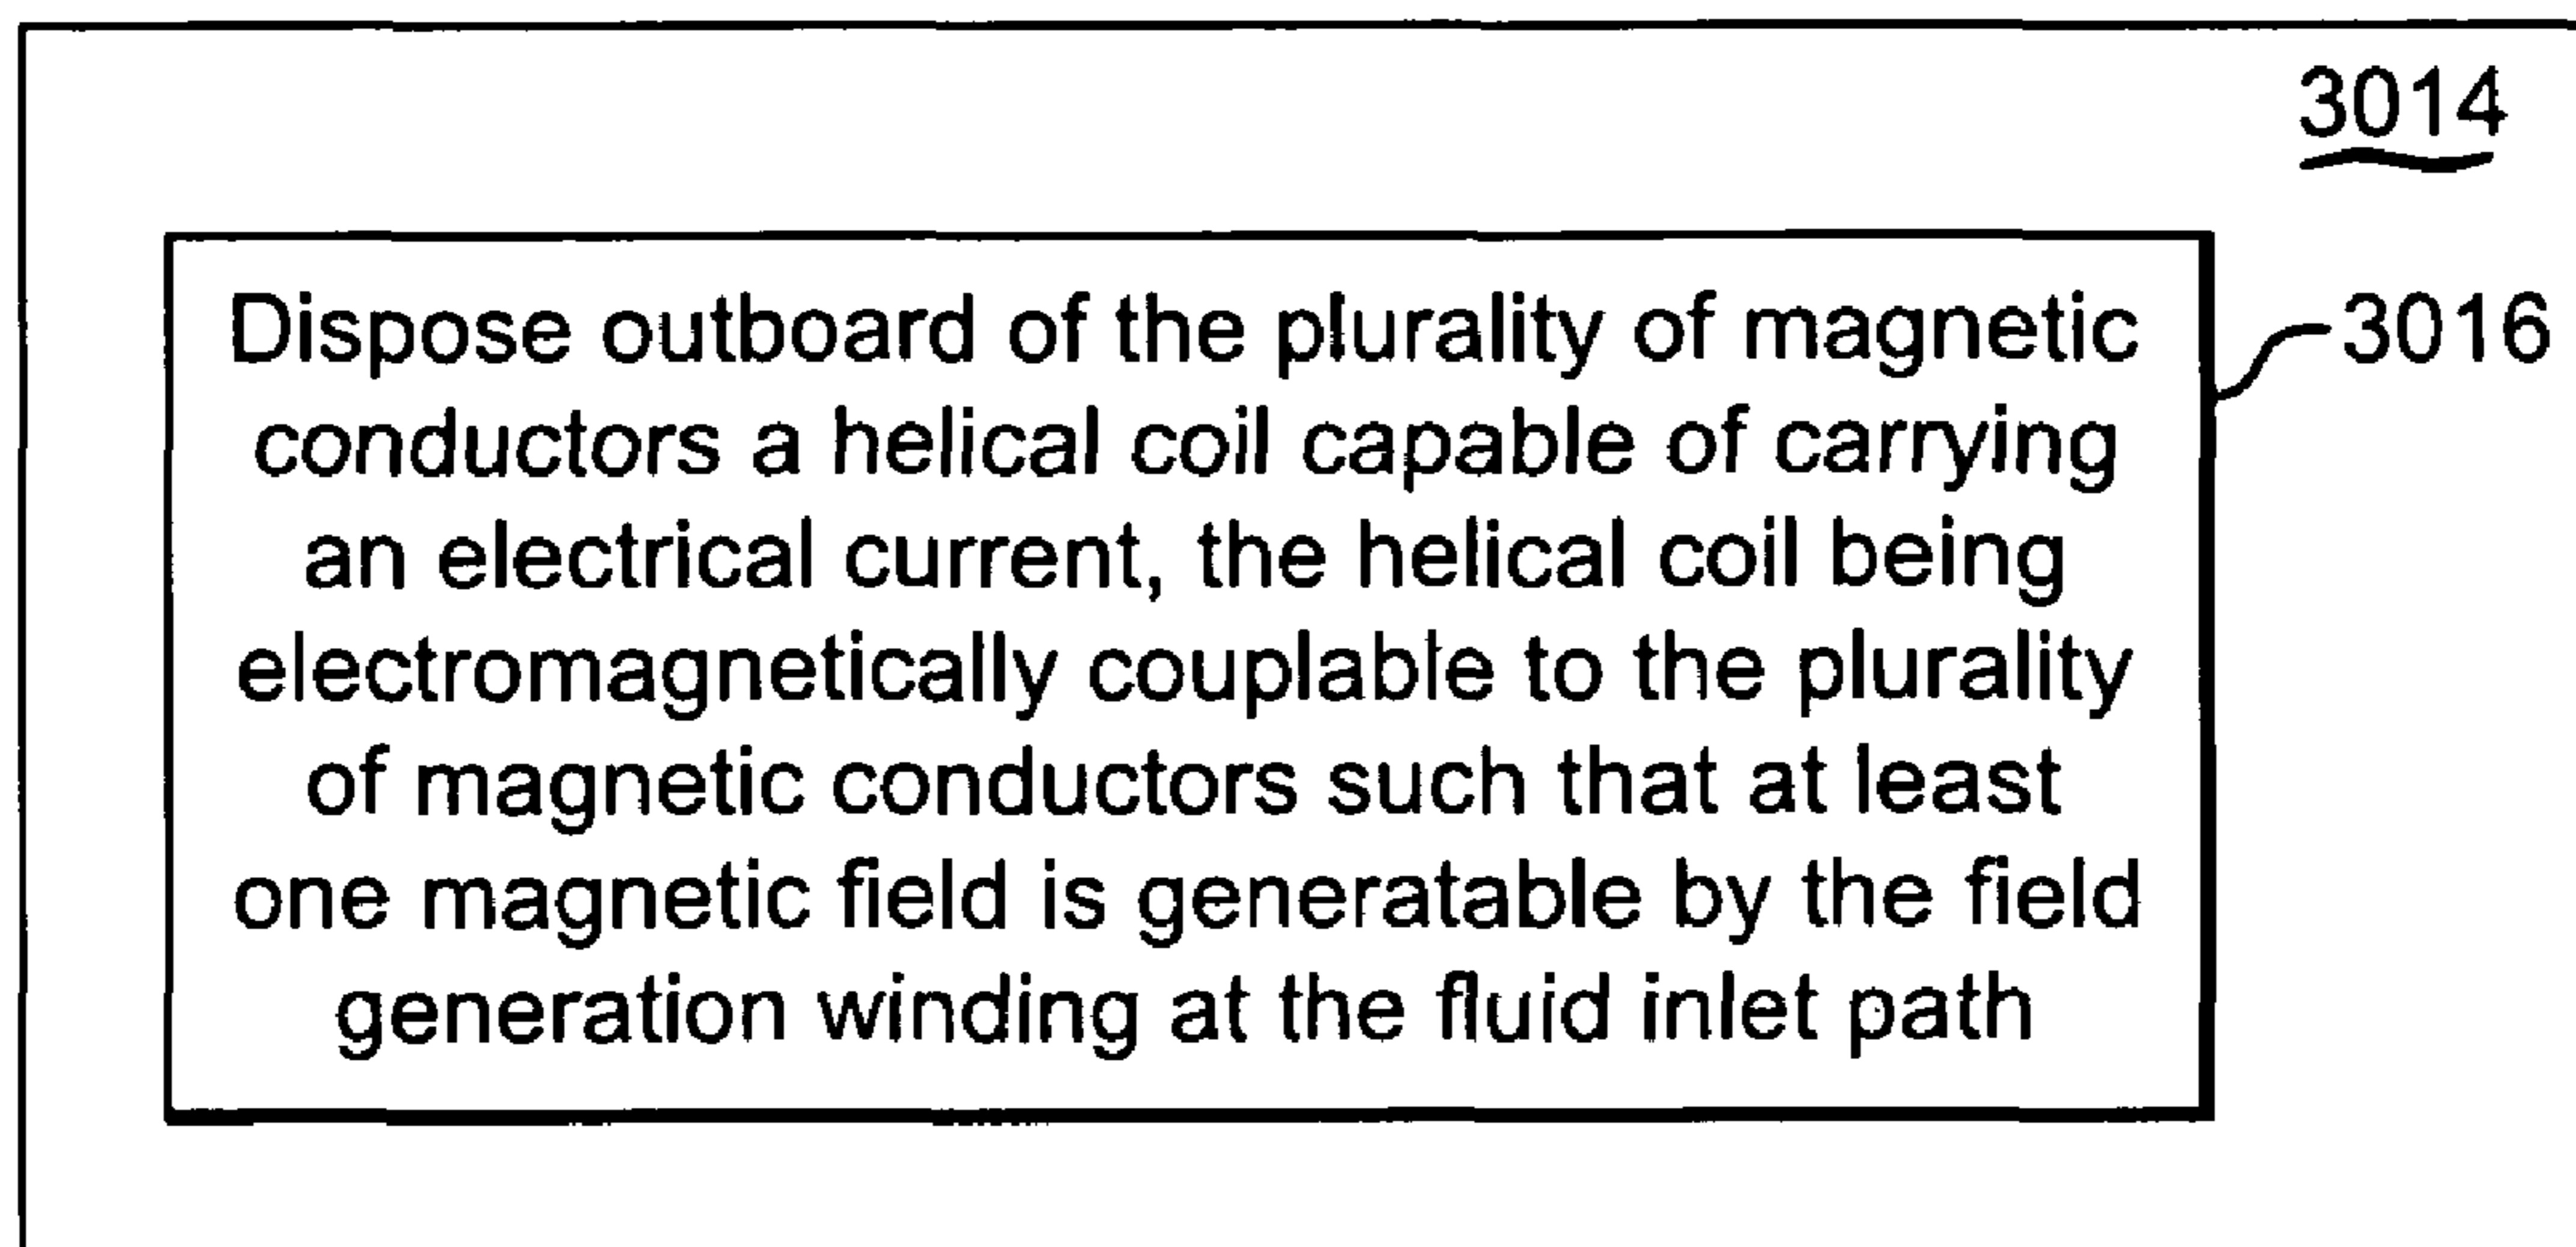 3014
Dispose outboard of the plurality of magnetic
conductors a helical coil capable of carrying
an electrical current, the helical coil being
electromagnetically couplable to the plurality
of magnetic conductors such that at least
one magnetic field is generatable by the field
generation winding at the fluid inlet path
3016